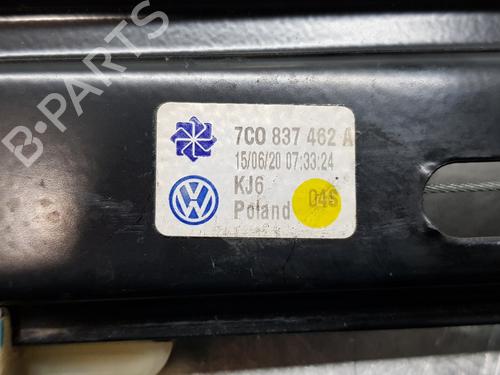 B-PARTS
7C0 837 462 A
15/06/20 07:33:24
KJ6
Poland 04S